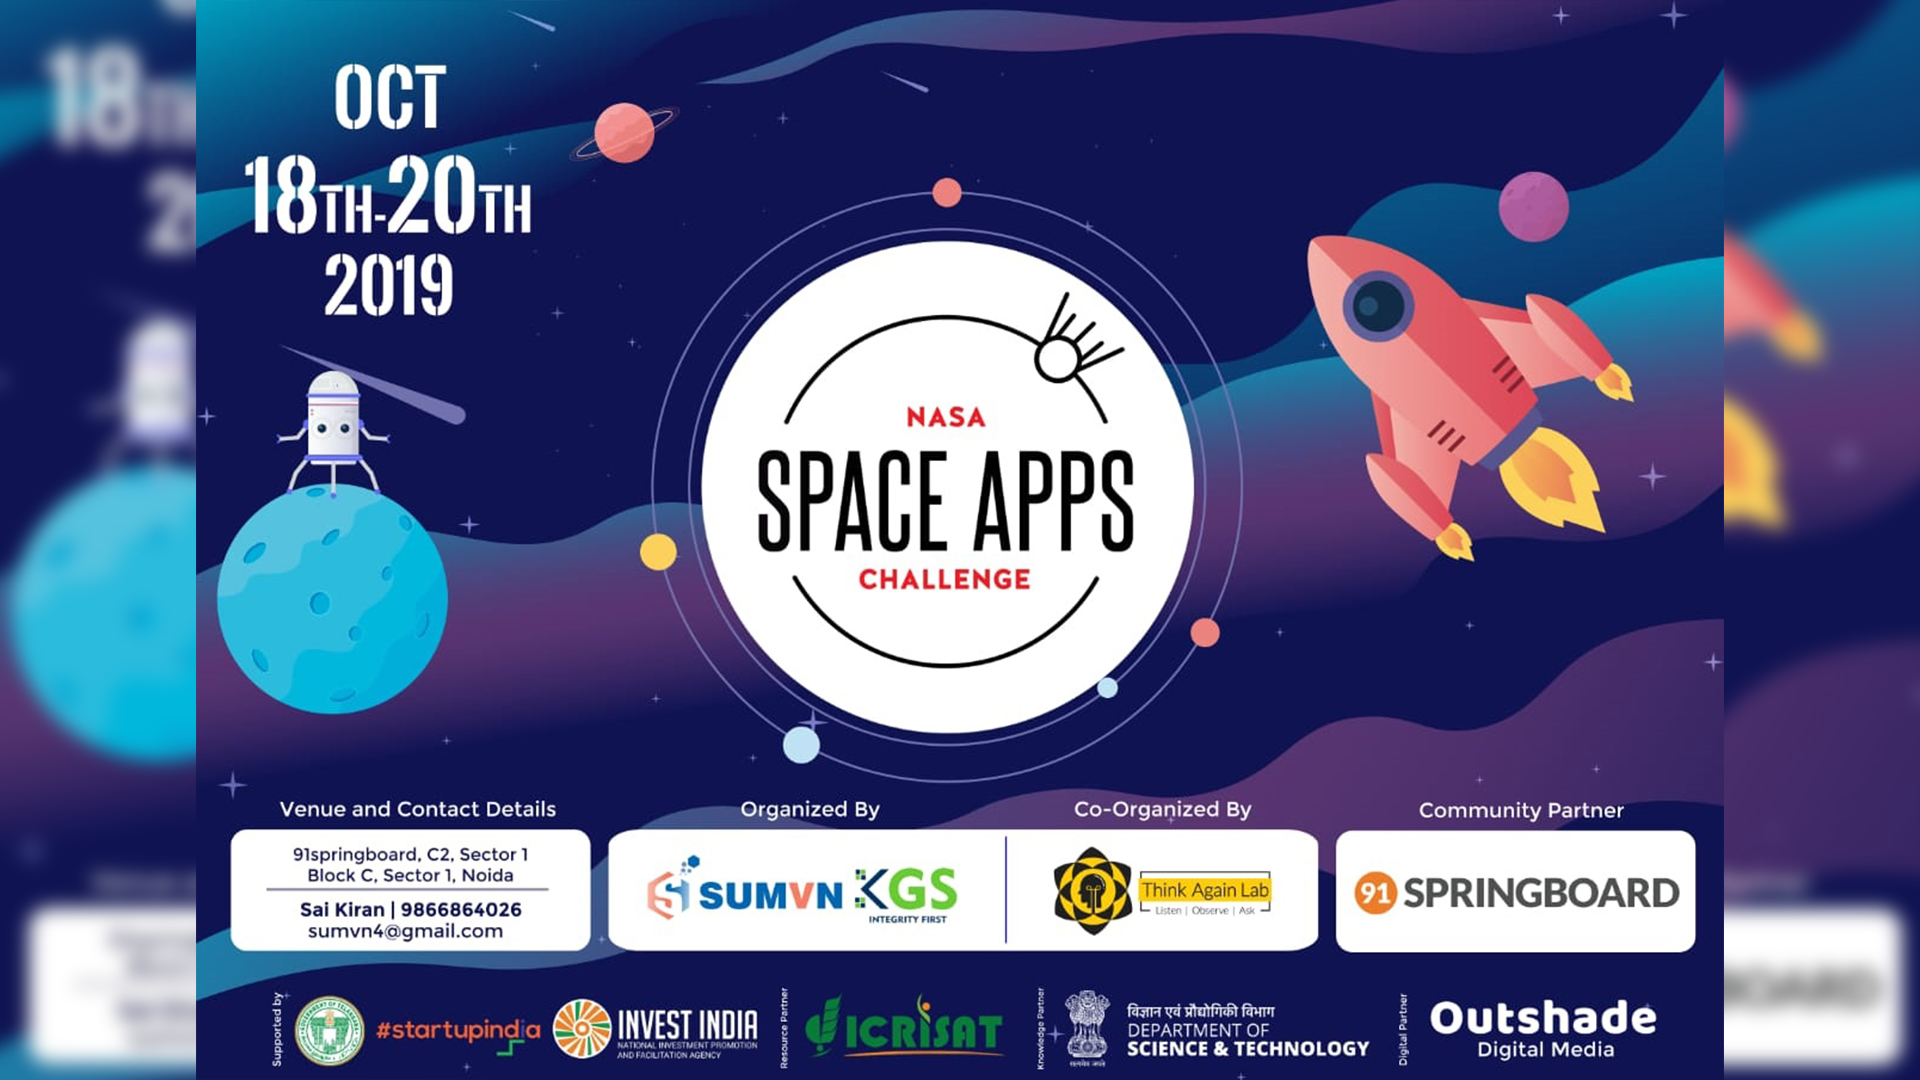 OCT
18TH-20TH
2019
NASA
SPACE APPS
CHALLENGE
Venue and Contact Details
91springboard, C2, Sector 1
Block C, Sector 1, Noida
Sai Kiran | 9866864026
sumvn4@gmail.com
Organized By
SUMVN
KGS
INTEGRITY FIRST
Co-Organized By
Think Again Lab
Listen | Observe | Ask
Community Partner
91 SPRINGBOARD
Supported by
#startupindia
INVEST INDIA
NATIONAL INVESTMENT PROMOTION
AND FACILITATION AGENCY
Resource Partner
ICRISAT
Knowledge Partner
सत्यमेव जयते
विज्ञान एवं प्रौद्योगिकी विभाग
DEPARTMENT OF
SCIENCE & TECHNOLOGY
Digital Partner
Outshade
Digital Media